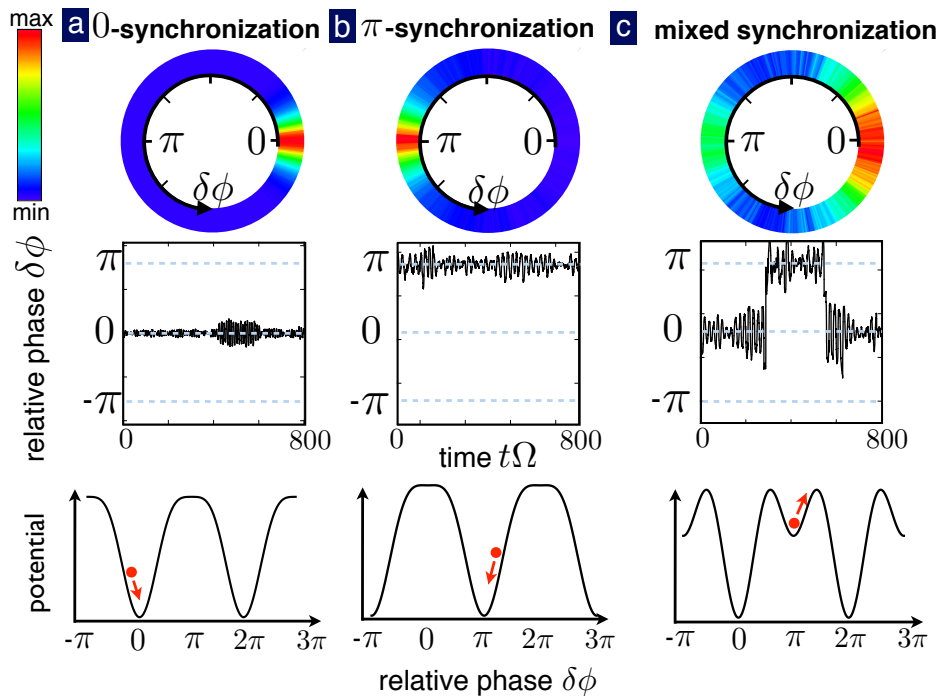 max
min
a 0-synchronization
b π-synchronization
c mixed synchronization
π 0
δϕ
π 0
δϕ
π 0
δϕ
relative phase δϕ
π
0
-π
0 800
π
0
-π
0 800
time tΩ
π
0
-π
0 800
potential
-π 0 π 2π 3π
-π 0 π 2π 3π
-π 0 π 2π 3π
relative phase δϕ